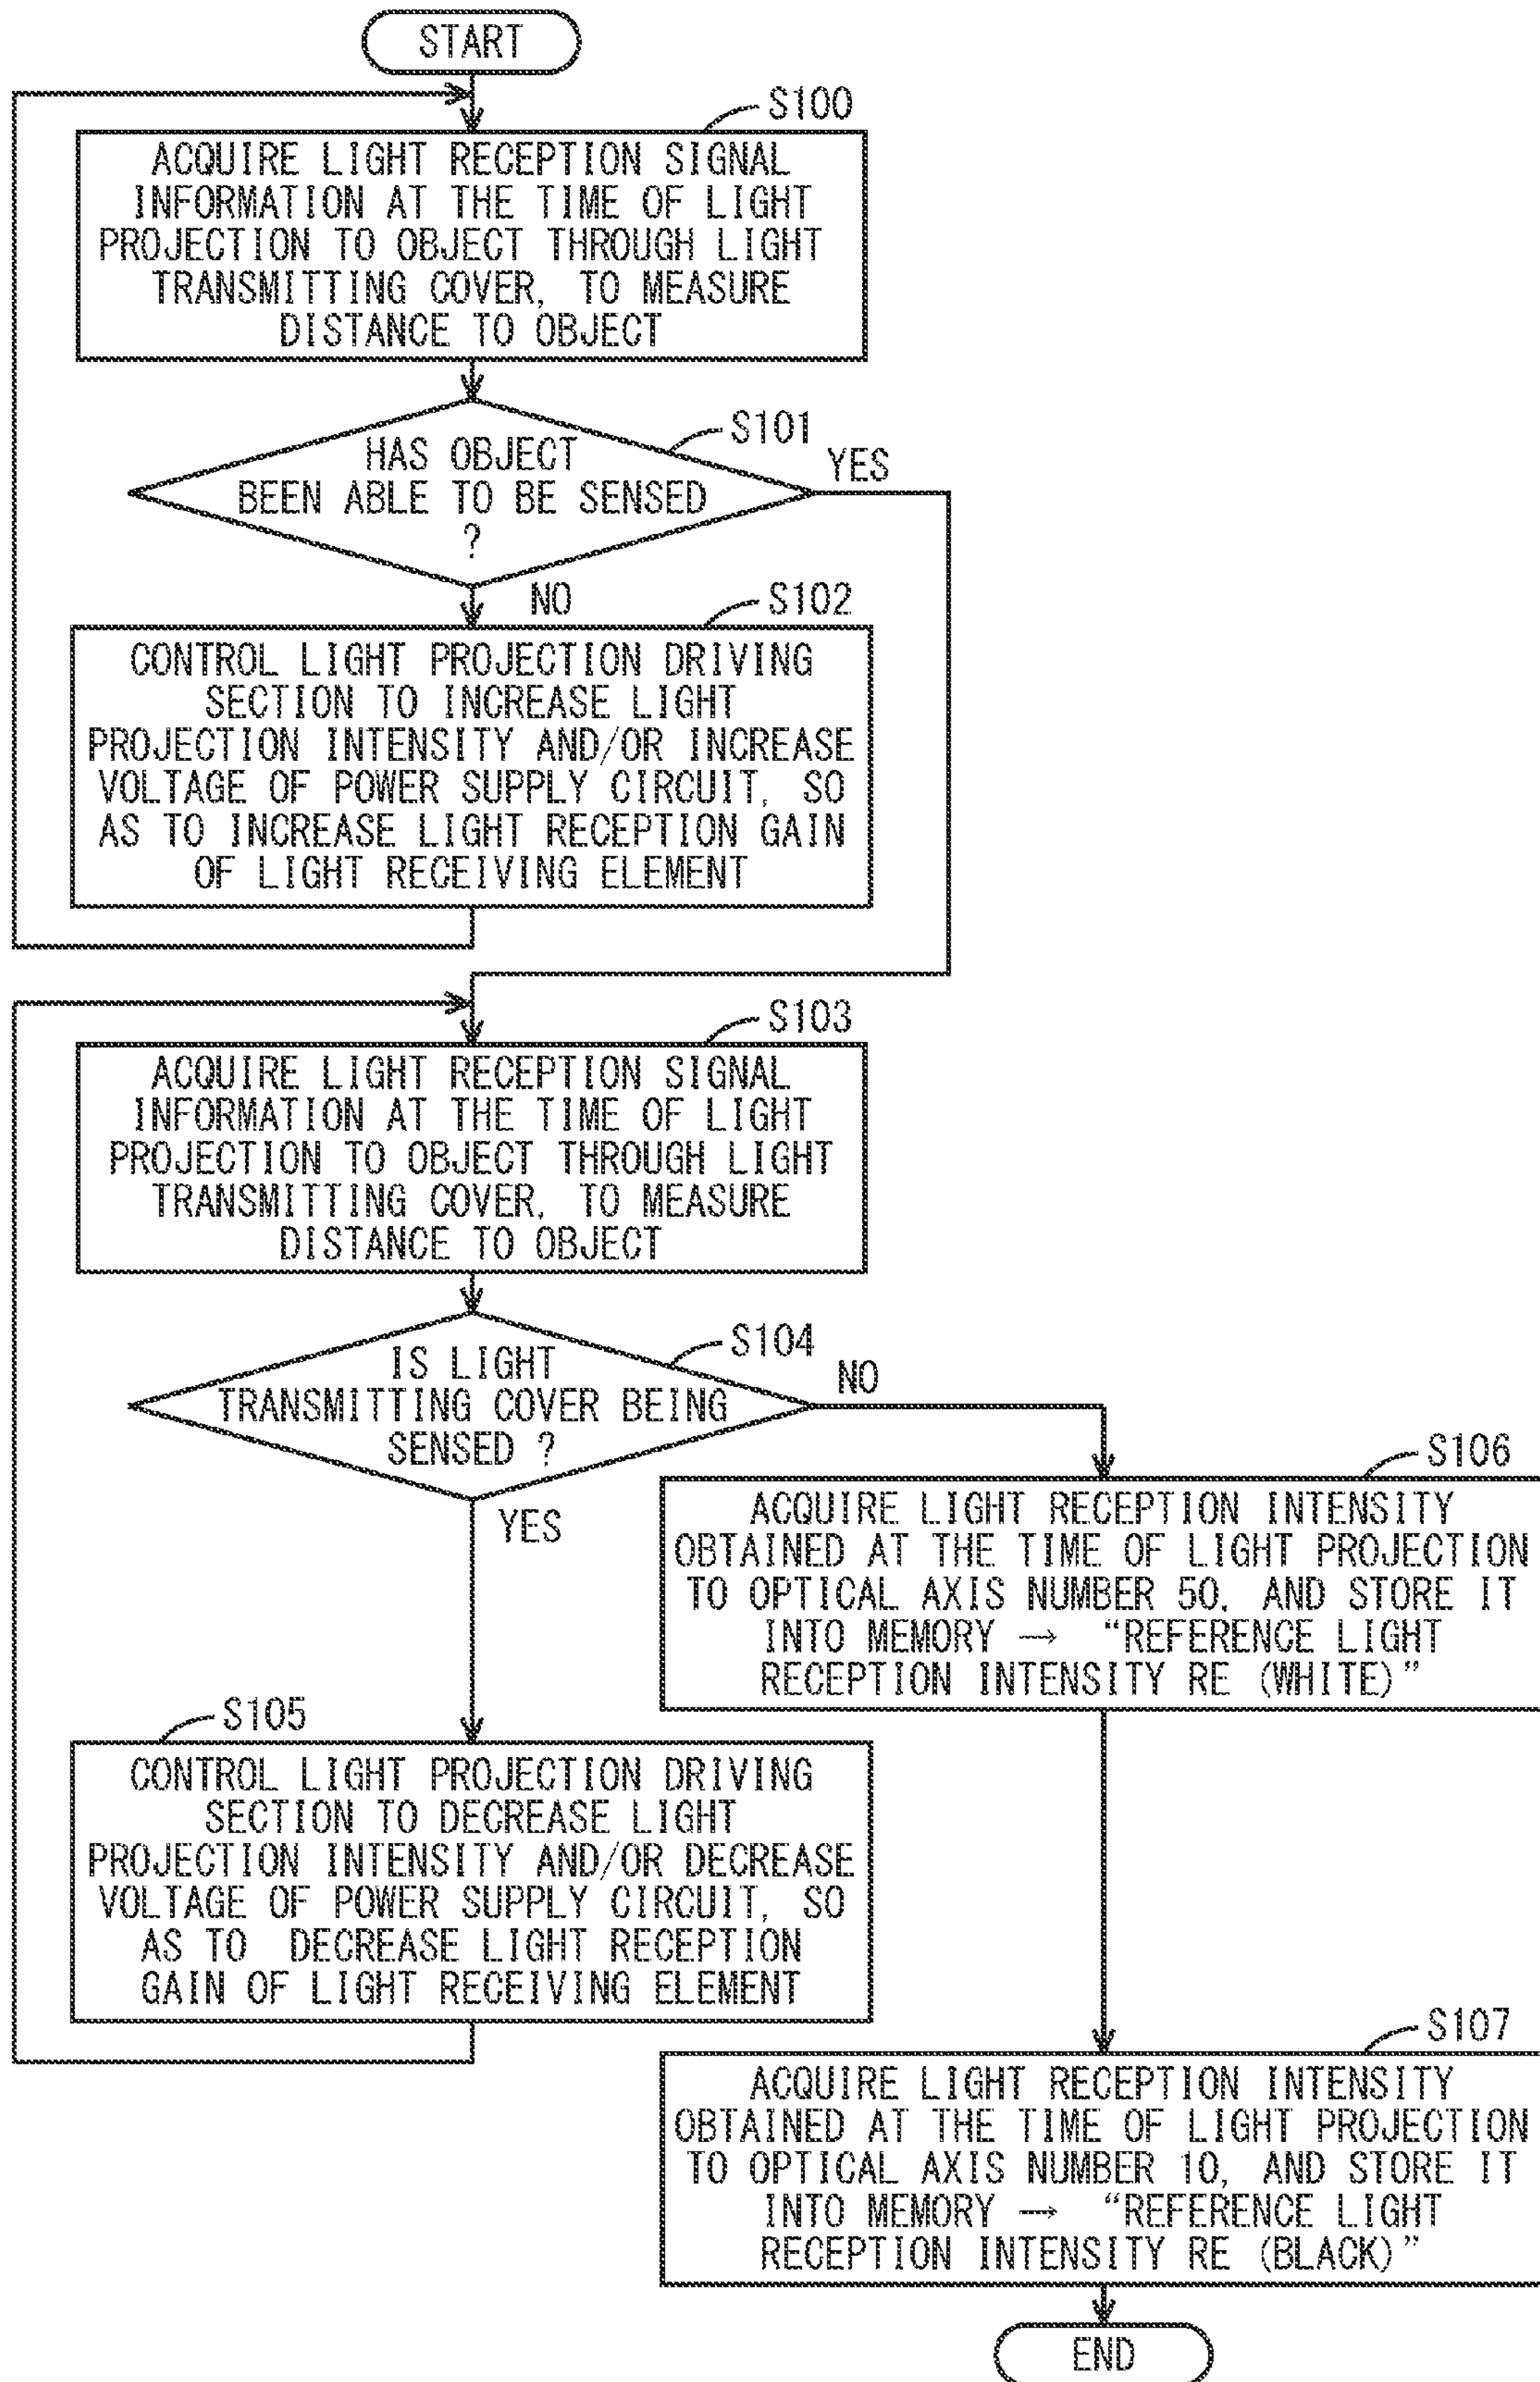 START
S100
ACQUIRE LIGHT RECEPTION SIGNAL
INFORMATION AT THE TIME OF LIGHT
PROJECTION TO OBJECT THROUGH LIGHT
TRANSMITTING COVER, TO MEASURE
DISTANCE TO OBJECT
S101
HAS OBJECT
BEEN ABLE TO BE SENSED
?
YES
NO
S102
CONTROL LIGHT PROJECTION DRIVING
SECTION TO INCREASE LIGHT
PROJECTION INTENSITY AND/OR INCREASE
VOLTAGE OF POWER SUPPLY CIRCUIT, SO
AS TO INCREASE LIGHT RECEPTION GAIN
OF LIGHT RECEIVING ELEMENT
S103
ACQUIRE LIGHT RECEPTION SIGNAL
INFORMATION AT THE TIME OF LIGHT
PROJECTION TO OBJECT THROUGH LIGHT
TRANSMITTING COVER, TO MEASURE
DISTANCE TO OBJECT
S104
IS LIGHT
TRANSMITTING COVER BEING
SENSED ?
NO
YES
S105
CONTROL LIGHT PROJECTION DRIVING
SECTION TO DECREASE LIGHT
PROJECTION INTENSITY AND/OR DECREASE
VOLTAGE OF POWER SUPPLY CIRCUIT, SO
AS TO DECREASE LIGHT RECEPTION
GAIN OF LIGHT RECEIVING ELEMENT
S106
ACQUIRE LIGHT RECEPTION INTENSITY
OBTAINED AT THE TIME OF LIGHT PROJECTION
TO OPTICAL AXIS NUMBER 50, AND STORE IT
INTO MEMORY → “REFERENCE LIGHT
RECEPTION INTENSITY RE (WHITE)”
S107
ACQUIRE LIGHT RECEPTION INTENSITY
OBTAINED AT THE TIME OF LIGHT PROJECTION
TO OPTICAL AXIS NUMBER 10, AND STORE IT
INTO MEMORY → “REFERENCE LIGHT
RECEPTION INTENSITY RE (BLACK)”
END